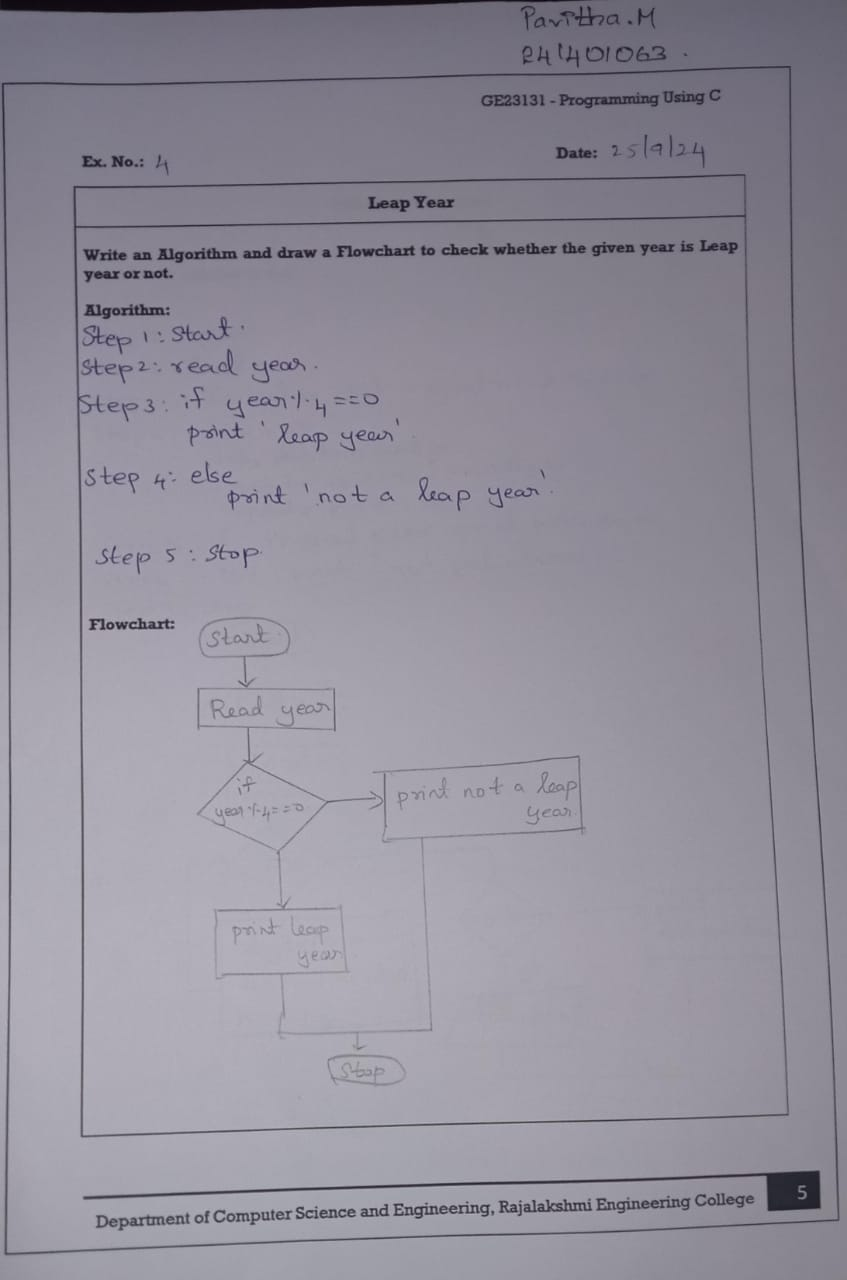 Pavitha.M
241401063.
GE23131 - Programming Using C
Ex. No.: 4
Date: 25/9/24
Leap Year
Write an Algorithm and draw a Flowchart to check whether the given year is Leap
year or not.
Algorithm:
Step 1: Start.
Step 2: read year.
Step 3: if year % 4 ==0
print 'leap year'
Step 4: else
print 'not a leap year'.
Step 5: Stop.
Flowchart:
Start
Read year
if
year % 4==0
print not a leap
year.
print leap
year
Stop
Department of Computer Science and Engineering, Rajalakshmi Engineering College
5